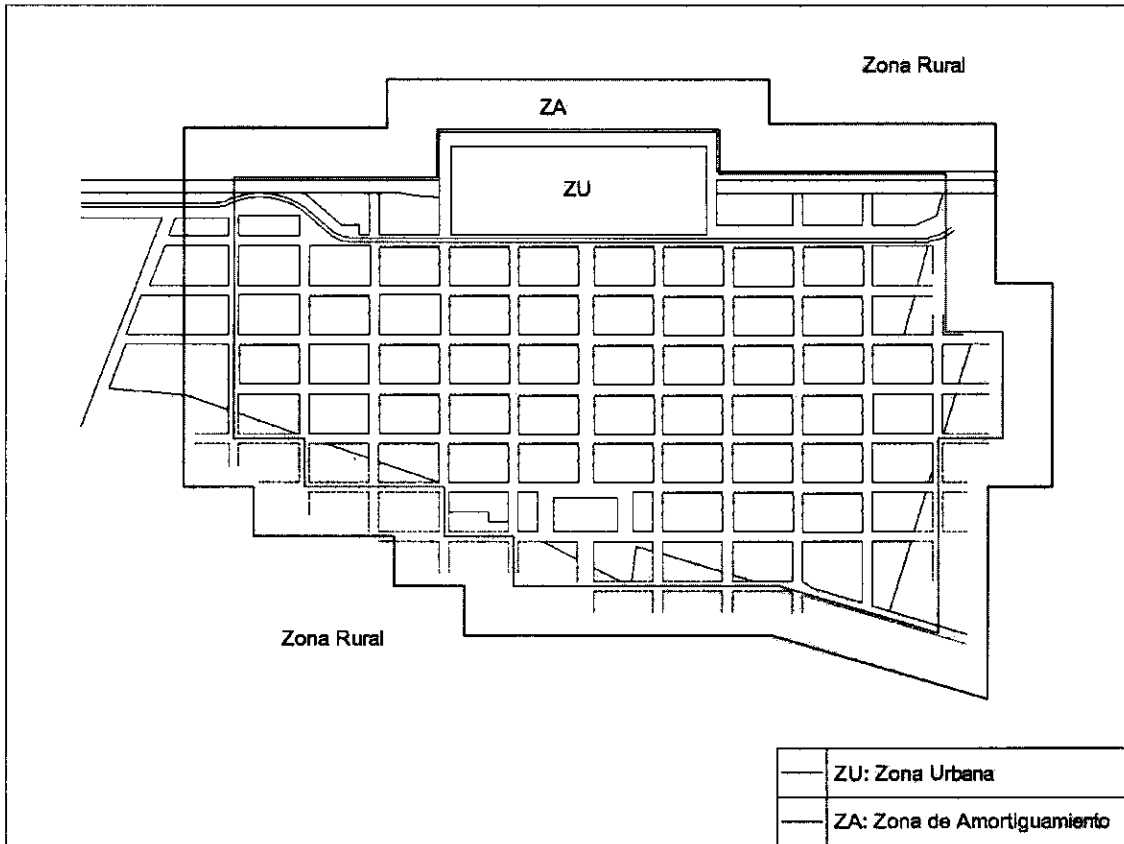 Zona Rural
ZA
ZU
Zona Rural
ZU: Zona Urbana
ZA: Zona de Amortiguamiento